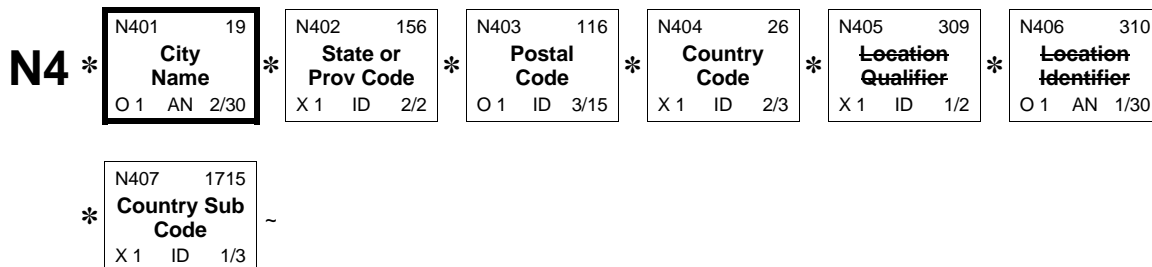 N401 19
City
Name
O 1 AN 2/30
N402 156
State or
Prov Code
X 1 ID 2/2
N403 116
Postal
Code
O 1 ID 3/15
N404 26
Country
Code
X 1 ID 2/3
N405 309
Location
Qualifier
X 1 ID 1/2
N406 310
Location
Identifier
O 1 AN 1/30
N4 * * * * * *
N407 1715
Country Sub
Code
X 1 ID 1/3
* ~